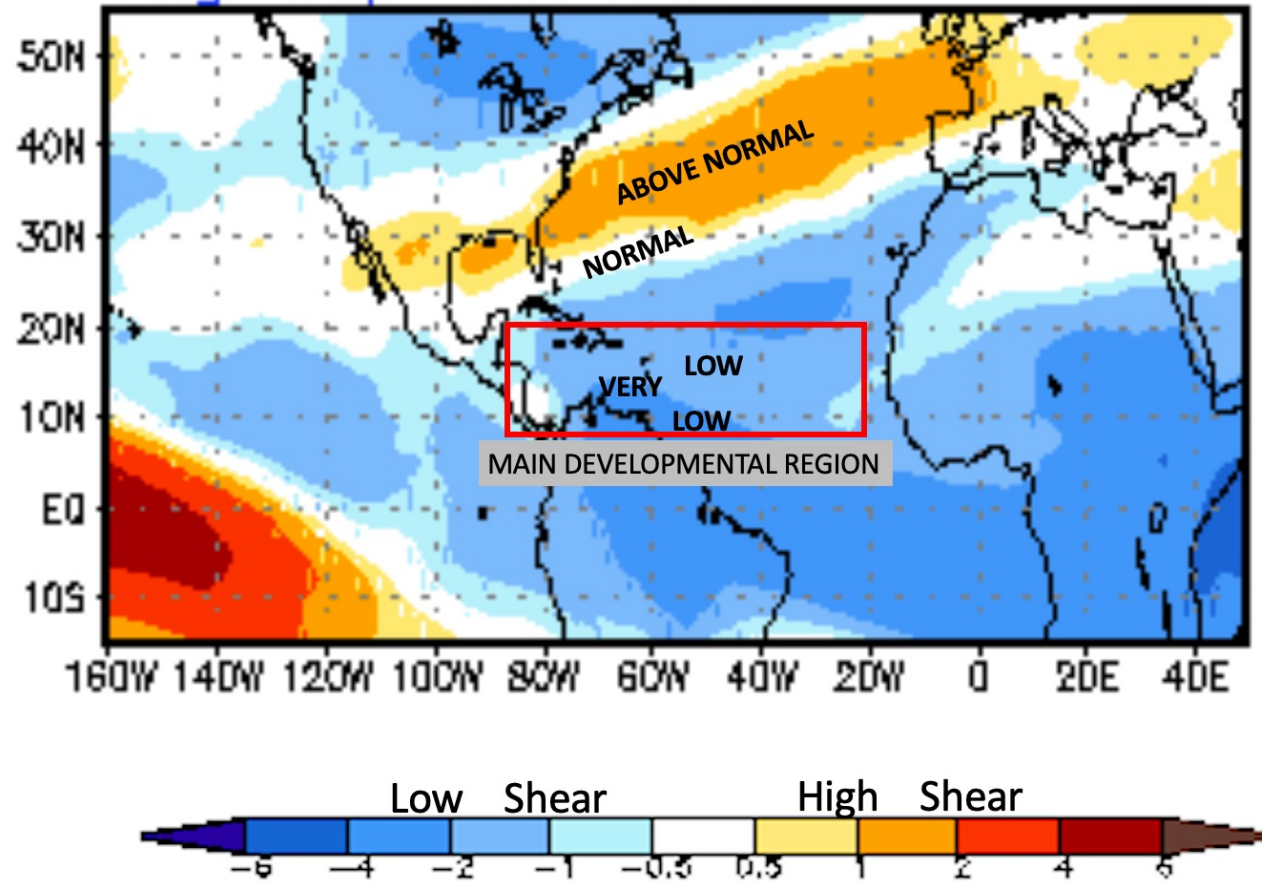 50N
40N
30N
20N
10N
EQ
10S
ABOVE NORMAL
NORMAL
LOW
VERY
LOW
MAIN DEVELOPMENTAL REGION
160W 140W 120W 100W 80W 60W 40W 20W 0 20E 40E
Low Shear High Shear
-6 -4 -2 -1 -0.5 0.5 1 2 4 6